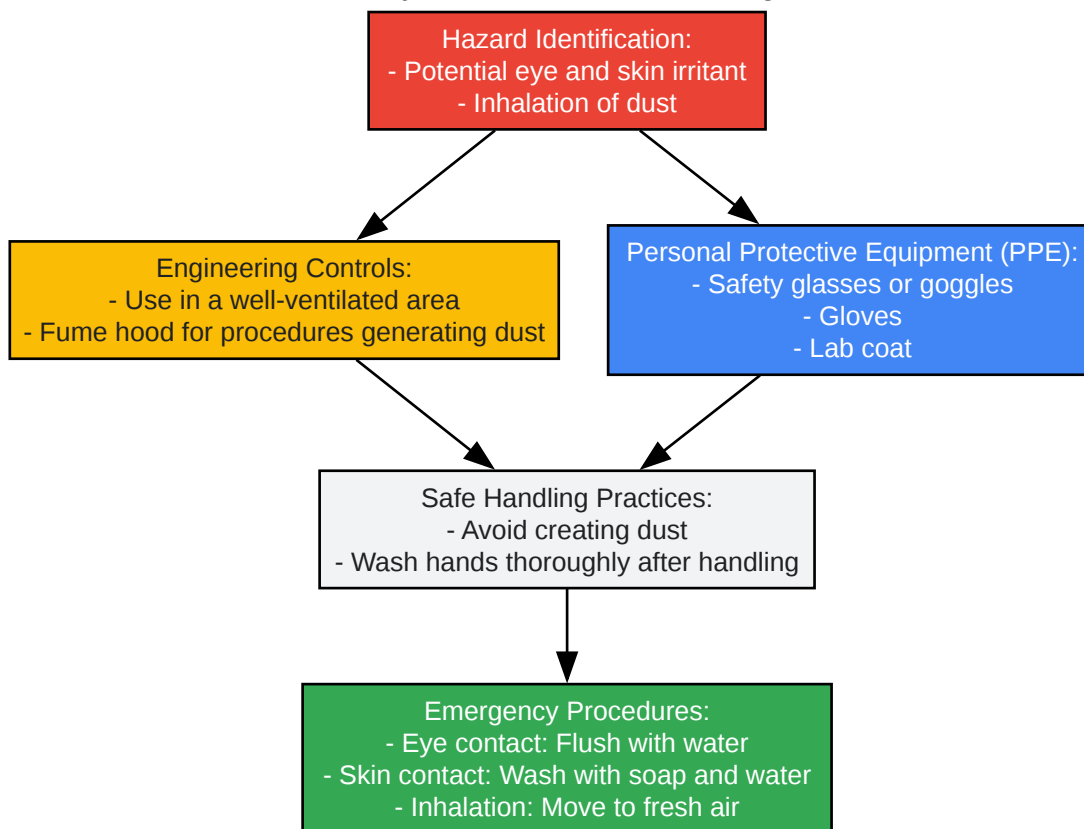 Hazard Identification:
- Potential eye and skin irritant
- Inhalation of dust
Engineering Controls:
- Use in a well-ventilated area
- Fume hood for procedures generating dust
Personal Protective Equipment (PPE):
- Safety glasses or goggles
- Gloves
- Lab coat
Safe Handling Practices:
- Avoid creating dust
- Wash hands thoroughly after handling
Emergency Procedures:
- Eye contact: Flush with water
- Skin contact: Wash with soap and water
- Inhalation: Move to fresh air